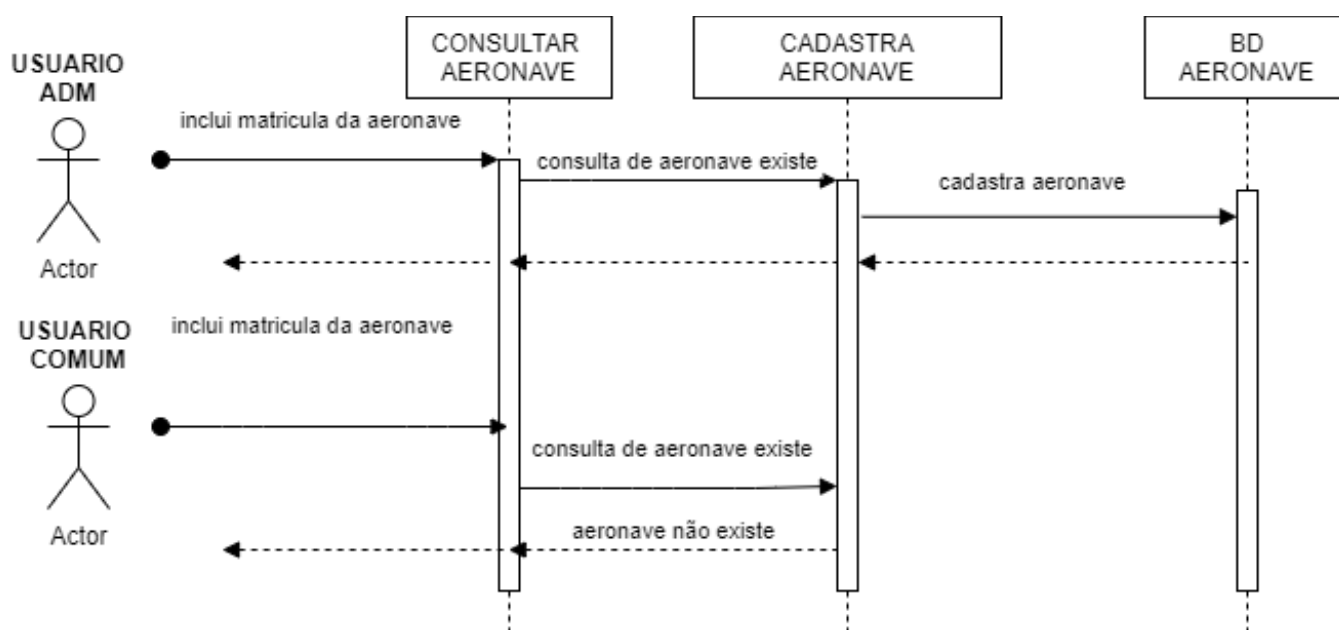 USUARIO
ADM
CONSULTAR
AERONAVE
CADASTRA
AERONAVE
BD
AERONAVE
inclui matricula da aeronave
consulta de aeronave existe
cadastra aeronave
Actor
USUARIO
COMUM
inclui matricula da aeronave
consulta de aeronave existe
aeronave não existe
Actor